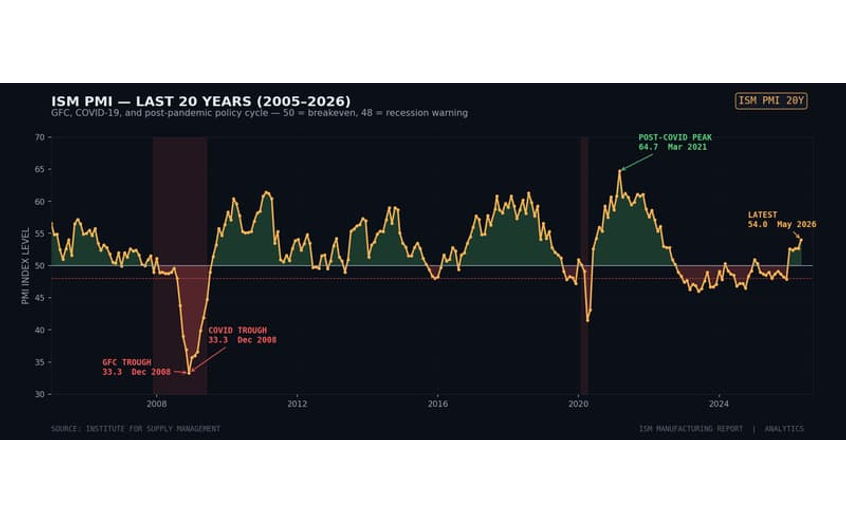 ISM PMI — LAST 20 YEARS (2005–2026)
ISM PMI 20Y
GFC, COVID-19, and post-pandemic policy cycle — 50 = breakeven, 48 = recession warning
PMI INDEX LEVEL
70
65
60
55
50
45
40
35
30
POST-COVID PEAK
64.7 Mar 2021
LATEST
54.0 May 2026
COVID TROUGH
33.3 Dec 2008
GFC TROUGH
33.3 Dec 2008
2008
2012
2016
2020
2024
SOURCE: INSTITUTE FOR SUPPLY MANAGEMENT
ISM MANUFACTURING REPORT | ANALYTICS